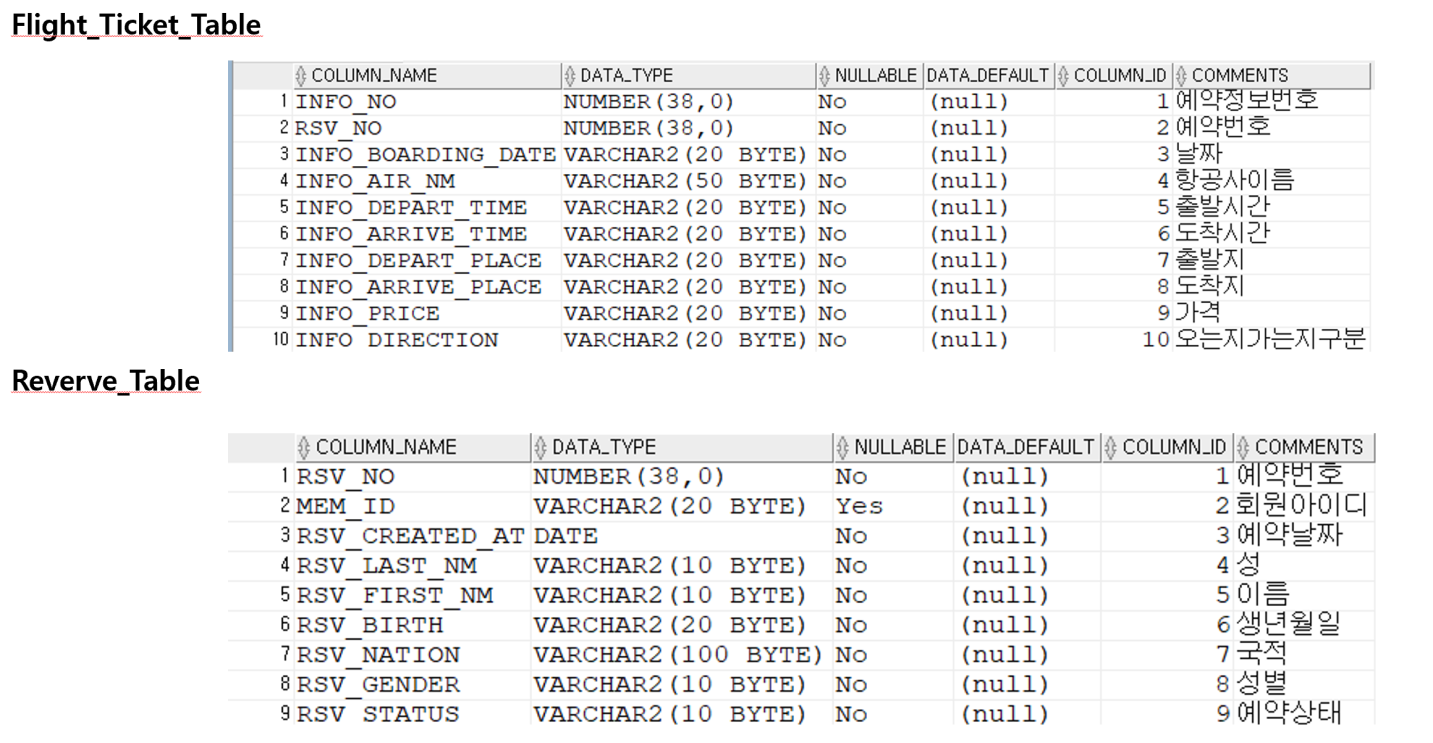 Flight_Ticket_Table
COLUMN_NAME DATA_TYPE NULLABLE DATA_DEFAULT COLUMN_ID COMMENTS
1 INFO_NO NUMBER(38,0) No (null) 1 예약정보번호
2 RSV_NO NUMBER(38,0) No (null) 2 예약번호
3 INFO_BOARDING_DATE VARCHAR2(20 BYTE) No (null) 3 날짜
4 INFO_AIR_NM VARCHAR2(50 BYTE) No (null) 4 항공사이름
5 INFO_DEPART_TIME VARCHAR2(20 BYTE) No (null) 5 출발시간
6 INFO_ARRIVE_TIME VARCHAR2(20 BYTE) No (null) 6 도착시간
7 INFO_DEPART_PLACE VARCHAR2(20 BYTE) No (null) 7 출발지
8 INFO_ARRIVE_PLACE VARCHAR2(20 BYTE) No (null) 8 도착지
9 INFO_PRICE VARCHAR2(20 BYTE) No (null) 9 가격
10 INFO_DIRECTION VARCHAR2(20 BYTE) No (null) 10 오는지가는지구분
Reverve_Table
COLUMN_NAME DATA_TYPE NULLABLE DATA_DEFAULT COLUMN_ID COMMENTS
1 RSV_NO NUMBER(38,0) No (null) 1 예약번호
2 MEM_ID VARCHAR2(20 BYTE) Yes (null) 2 회원아이디
3 RSV_CREATED_AT DATE No (null) 3 예약날짜
4 RSV_LAST_NM VARCHAR2(10 BYTE) No (null) 4 성
5 RSV_FIRST_NM VARCHAR2(10 BYTE) No (null) 5 이름
6 RSV_BIRTH VARCHAR2(20 BYTE) No (null) 6 생년월일
7 RSV_NATION VARCHAR2(100 BYTE) No (null) 7 국적
8 RSV_GENDER VARCHAR2(10 BYTE) No (null) 8 성별
9 RSV_STATUS VARCHAR2(10 BYTE) No (null) 9 예약상태